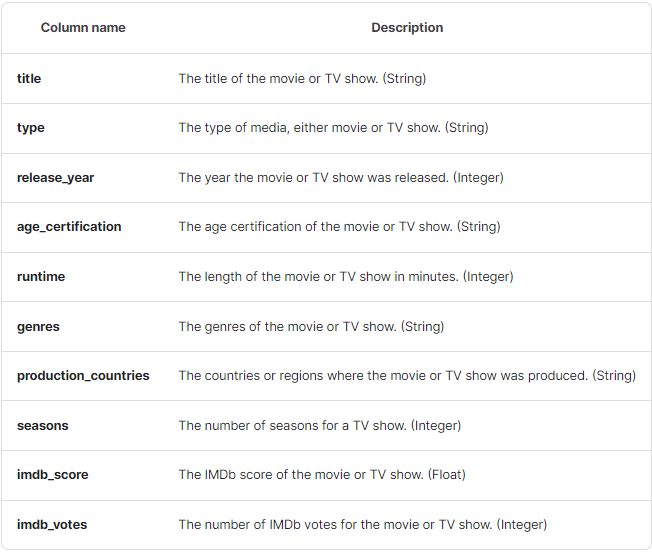 Column name Description
title The title of the movie or TV show. (String)
type The type of media, either movie or TV show. (String)
release_year The year the movie or TV show was released. (Integer)
age_certification The age certification of the movie or TV show. (String)
runtime The length of the movie or TV show in minutes. (Integer)
genres The genres of the movie or TV show. (String)
production_countries The countries or regions where the movie or TV show was produced. (String)
seasons The number of seasons for a TV show. (Integer)
imdb_score The IMDb score of the movie or TV show. (Float)
imdb_votes The number of IMDb votes for the movie or TV show. (Integer)